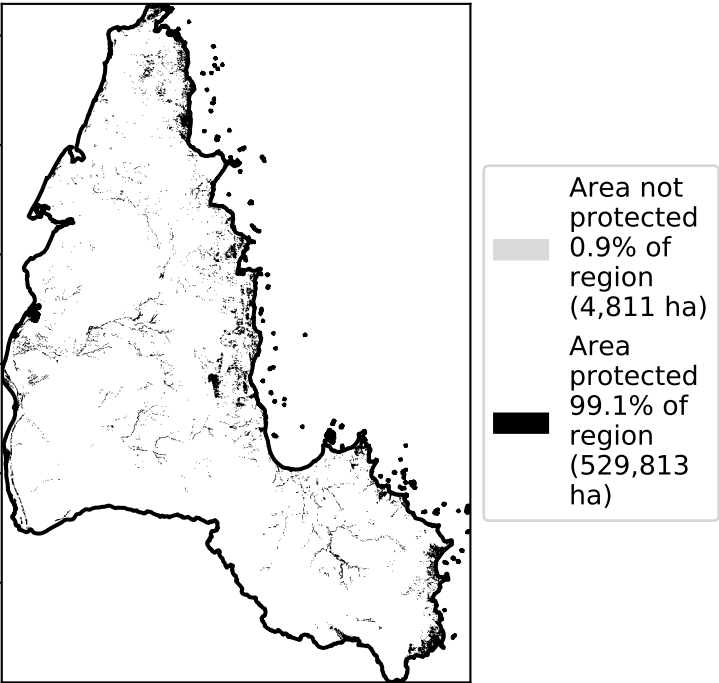 Area not
protected
0.9% of
region
(4,811 ha)
Area
protected
99.1% of
region
(529,813
ha)